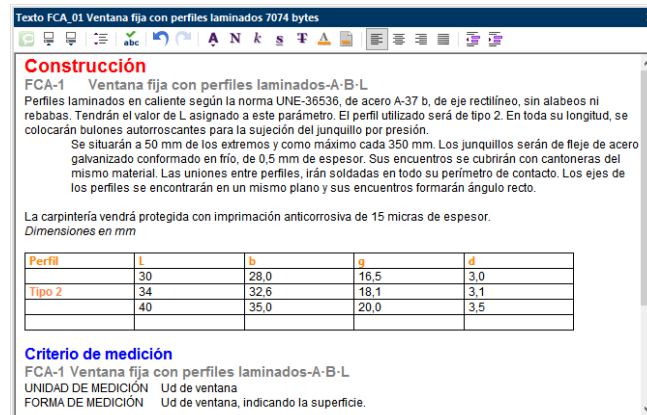 Texto FCA_01 Ventana fija con perfiles laminados 7074 bytes
abc A N k s T A
Construcción
FCA-1 Ventana fija con perfiles laminados-A·B·L
Perfiles laminados en caliente según la norma UNE-36536, de acero A-37 b, de eje rectilíneo, sin alabeos ni
rebabas. Tendrán el valor de L asignado a este parámetro. El perfil utilizado será de tipo 2. En toda su longitud, se
colocarán bulones autorroscantes para la sujeción del junquillo por presión.
Se situarán a 50 mm de los extremos y como máximo cada 350 mm. Los junquillos serán de fleje de acero
galvanizado conformado en frío, de 0,5 mm de espesor. Sus encuentros se cubrirán con cantoneras del
mismo material. Las uniones entre perfiles, irán soldadas en todo su perímetro de contacto. Los ejes de
los perfiles se encontrarán en un mismo plano y sus encuentros formarán ángulo recto.
La carpintería vendrá protegida con imprimación anticorrosiva de 15 micras de espesor.
Dimensiones en mm
Perfil L b g d
30 28,0 16,5 3,0
Tipo 2 34 32,6 18,1 3,1
40 35,0 20,0 3,5
Criterio de medición
FCA-1 Ventana fija con perfiles laminados-A·B·L
UNIDAD DE MEDICIÓN Ud de ventana
FORMA DE MEDICIÓN Ud de ventana, indicando la superficie.